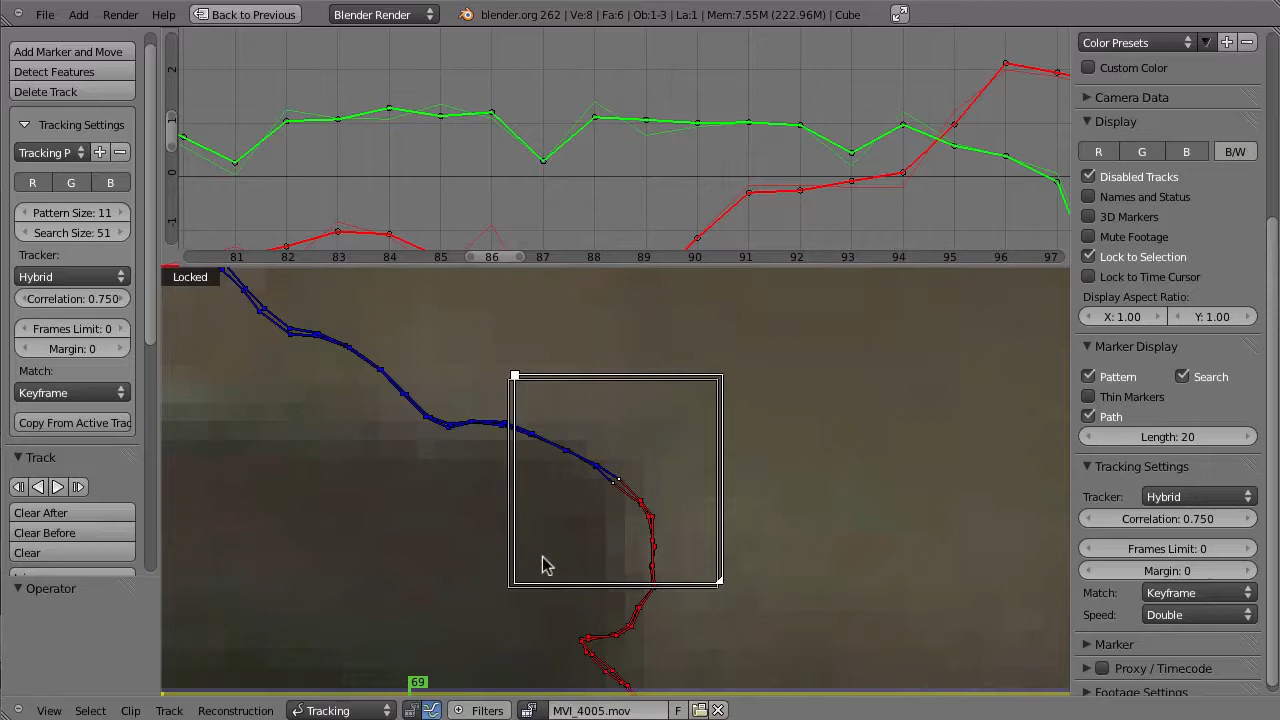 File Add Render Help Back to Previous Blender Render blender.org 262 | Ve:8 | Fa:6 | Ob:1-3 | La:1 | Mem:7.55M (222.96M) | Cube
Add Marker and Move
Detect Features
Delete Track
Tracking Settings
Tracking P
R G B
Pattern Size: 11
Search Size: 51
Tracker:
Hybrid
Correlation: 0.750
Frames Limit: 0
Margin: 0
Match:
Keyframe
Copy From Active Trac
Track
Clear After
Clear Before
Clear
Operator
2
1
0
-1
81 82 83 84 85 86 87 88 89 90 91 92 93 94 95 96 97
Locked
69
Color Presets
Custom Color
Camera Data
Display
R G B B/W
Disabled Tracks
Names and Status
3D Markers
Mute Footage
Lock to Selection
Lock to Time Cursor
Display Aspect Ratio:
X: 1.00 Y: 1.00
Marker Display
Pattern Search
Thin Markers
Path
Length: 20
Tracking Settings
Tracker: Hybrid
Correlation: 0.750
Frames Limit: 0
Margin: 0
Match: Keyframe
Speed: Double
Marker
Proxy / Timecode
Footage Settings
View Select Clip Track Reconstruction Tracking Filters MVI_4005.mov F